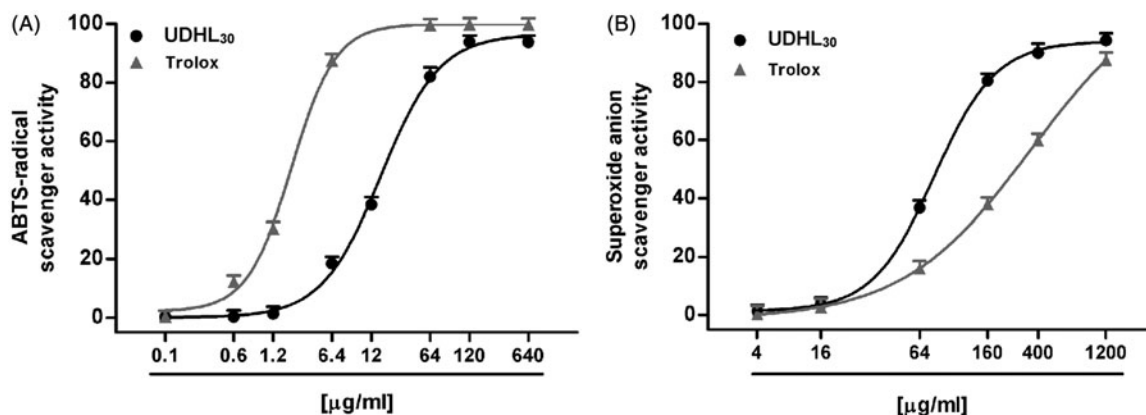 (A)
UDHL₃₀
Trolox
ABTS-radical
scavenger activity
100
80
60
40
20
0
0.1 0.6 1.2 6.4 12 64 120 640
[µg/ml]
(B)
UDHL₃₀
Trolox
Superoxide anion
scavenger activity
100
80
60
40
20
0
4 16 64 160 400 1200
[µg/ml]